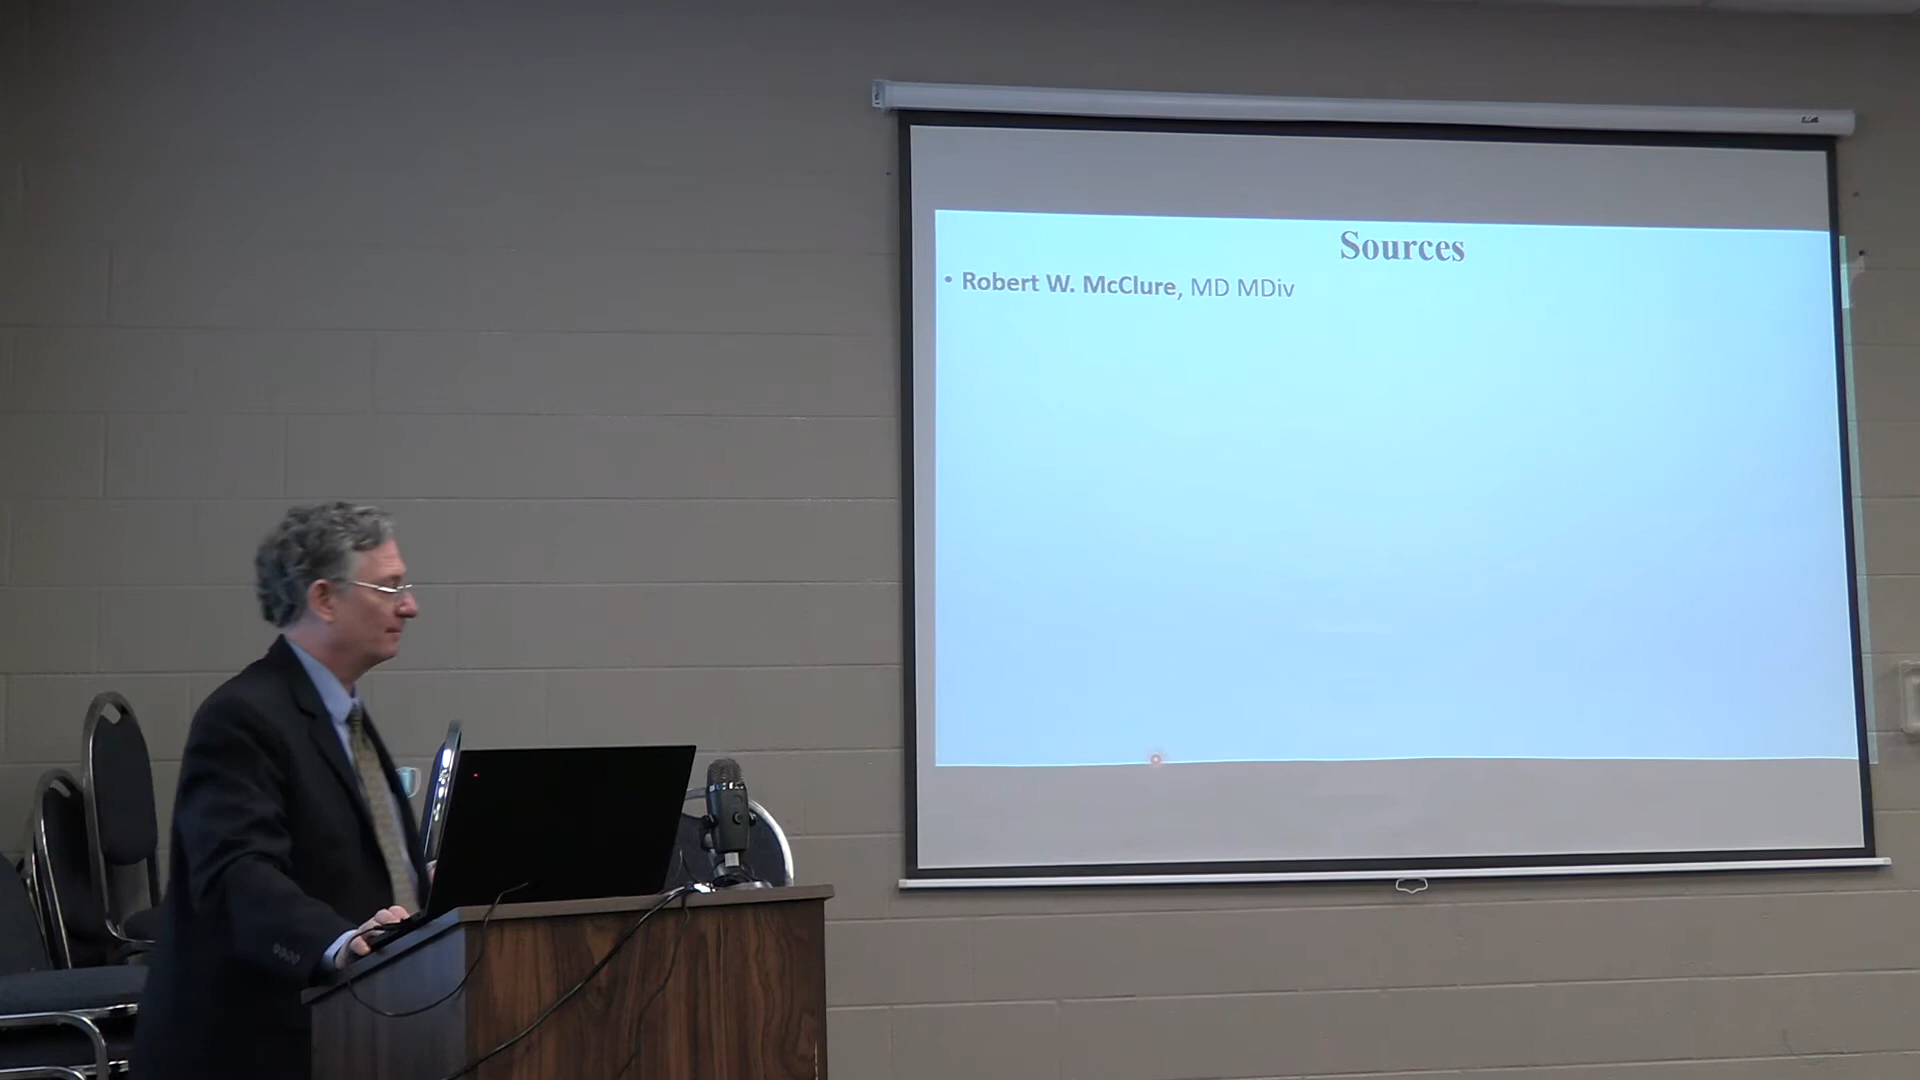 Sources
• Robert W. McClure, MD MDiv